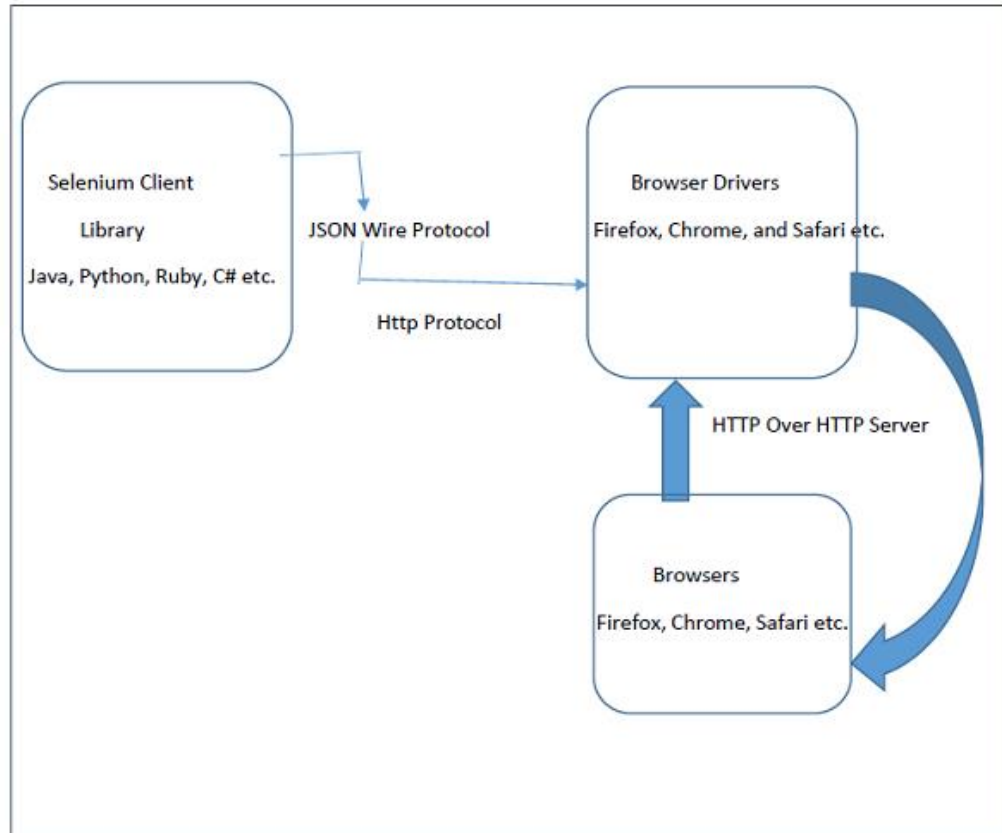 Selenium Client
Library
Java, Python, Ruby, C# etc.
JSON Wire Protocol
Http Protocol
Browser Drivers
Firefox, Chrome, and Safari etc.
HTTP Over HTTP Server
Browsers
Firefox, Chrome, Safari etc.